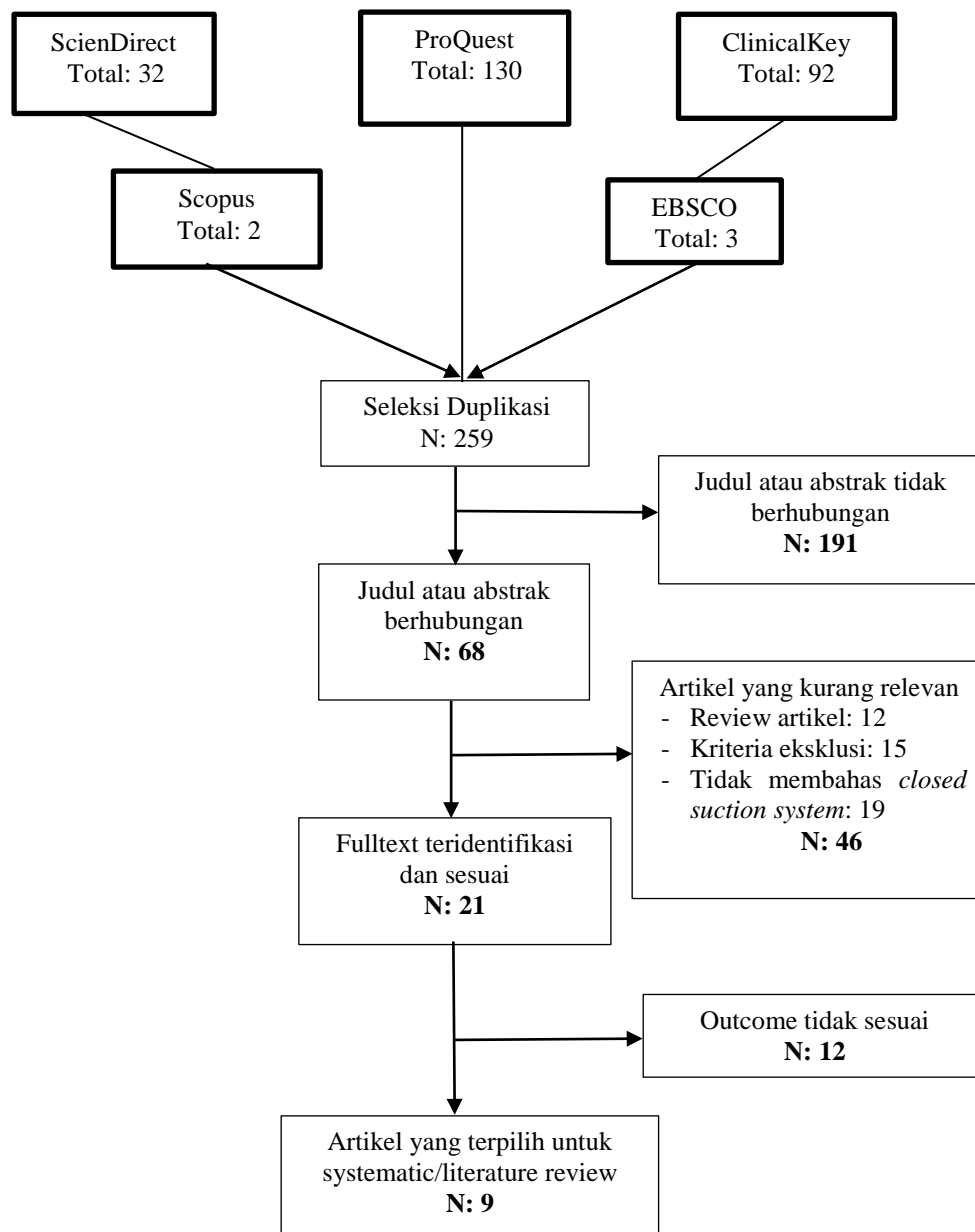 ScienDirect
Total: 32
ProQuest
Total: 130
ClinicalKey
Total: 92
Scopus
Total: 2
EBSCO
Total: 3
Seleksi Duplikasi
N: 259
Judul atau abstrak tidak
berhubungan
N: 191
Judul atau abstrak
berhubungan
N: 68
Artikel yang kurang relevan
- Review artikel: 12
- Kriteria eksklusi: 15
- Tidak membahas closed
suction system: 19
N: 46
Fulltext teridentifikasi
dan sesuai
N: 21
Outcome tidak sesuai
N: 12
Artikel yang terpilih untuk
systematic/literature review
N: 9